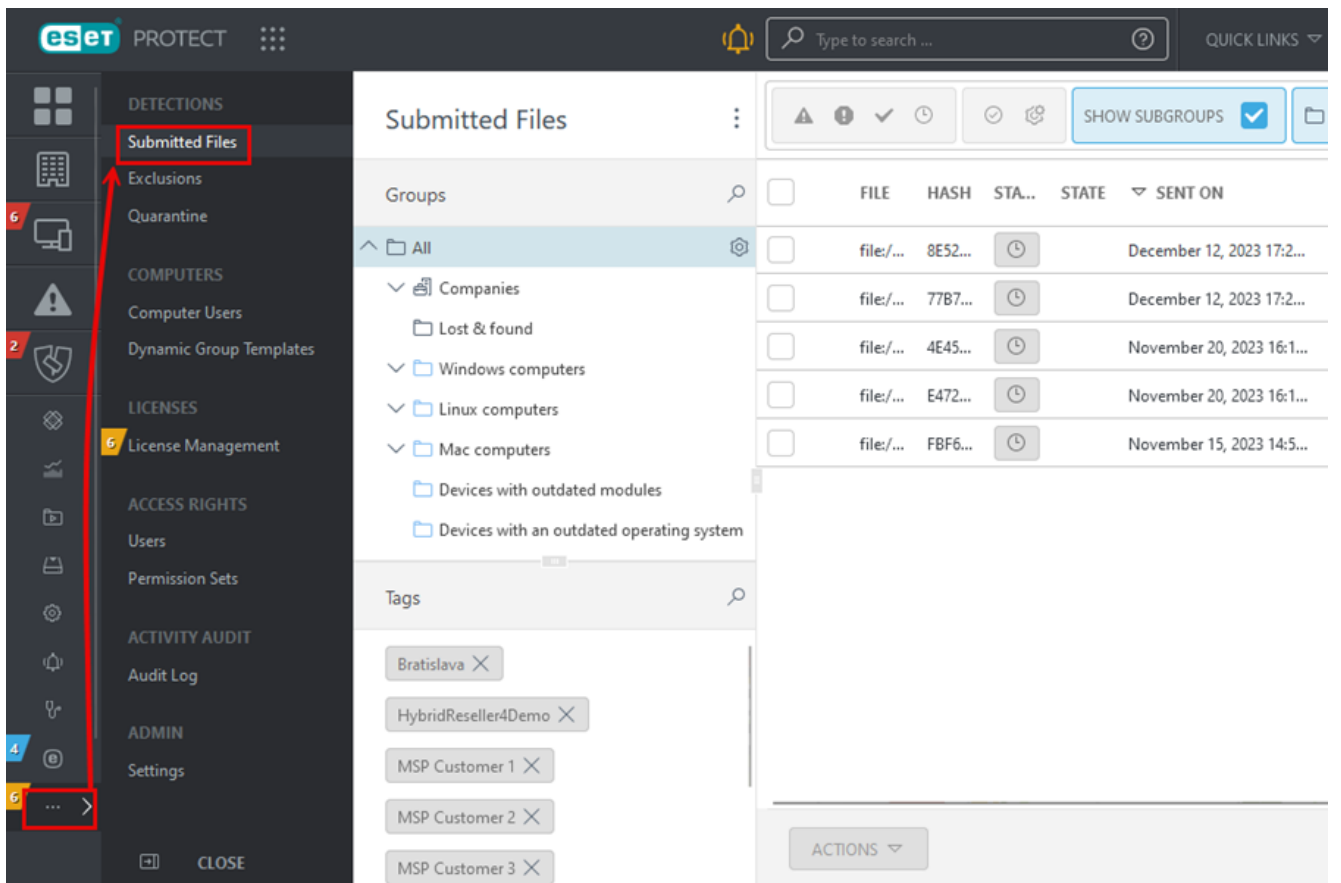 eset PROTECT
Type to search ...
QUICK LINKS
DETECTIONS
Submitted Files
Exclusions
Quarantine
COMPUTERS
Computer Users
Dynamic Group Templates
LICENSES
License Management
ACCESS RIGHTS
Users
Permission Sets
ACTIVITY AUDIT
Audit Log
ADMIN
Settings
CLOSE
6
2
4
6
6
Submitted Files
Groups
All
Companies
Lost & found
Windows computers
Linux computers
Mac computers
Devices with outdated modules
Devices with an outdated operating system
Tags
Bratislava
HybridReseller4Demo
MSP Customer 1
MSP Customer 2
MSP Customer 3
SHOW SUBGROUPS
FILE HASH STA... STATE SENT ON
file:/... 8E52... December 12, 2023 17:2...
file:/... 77B7... December 12, 2023 17:2...
file:/... 4E45... November 20, 2023 16:1...
file:/... E472... November 20, 2023 16:1...
file:/... FBF6... November 15, 2023 14:5...
ACTIONS